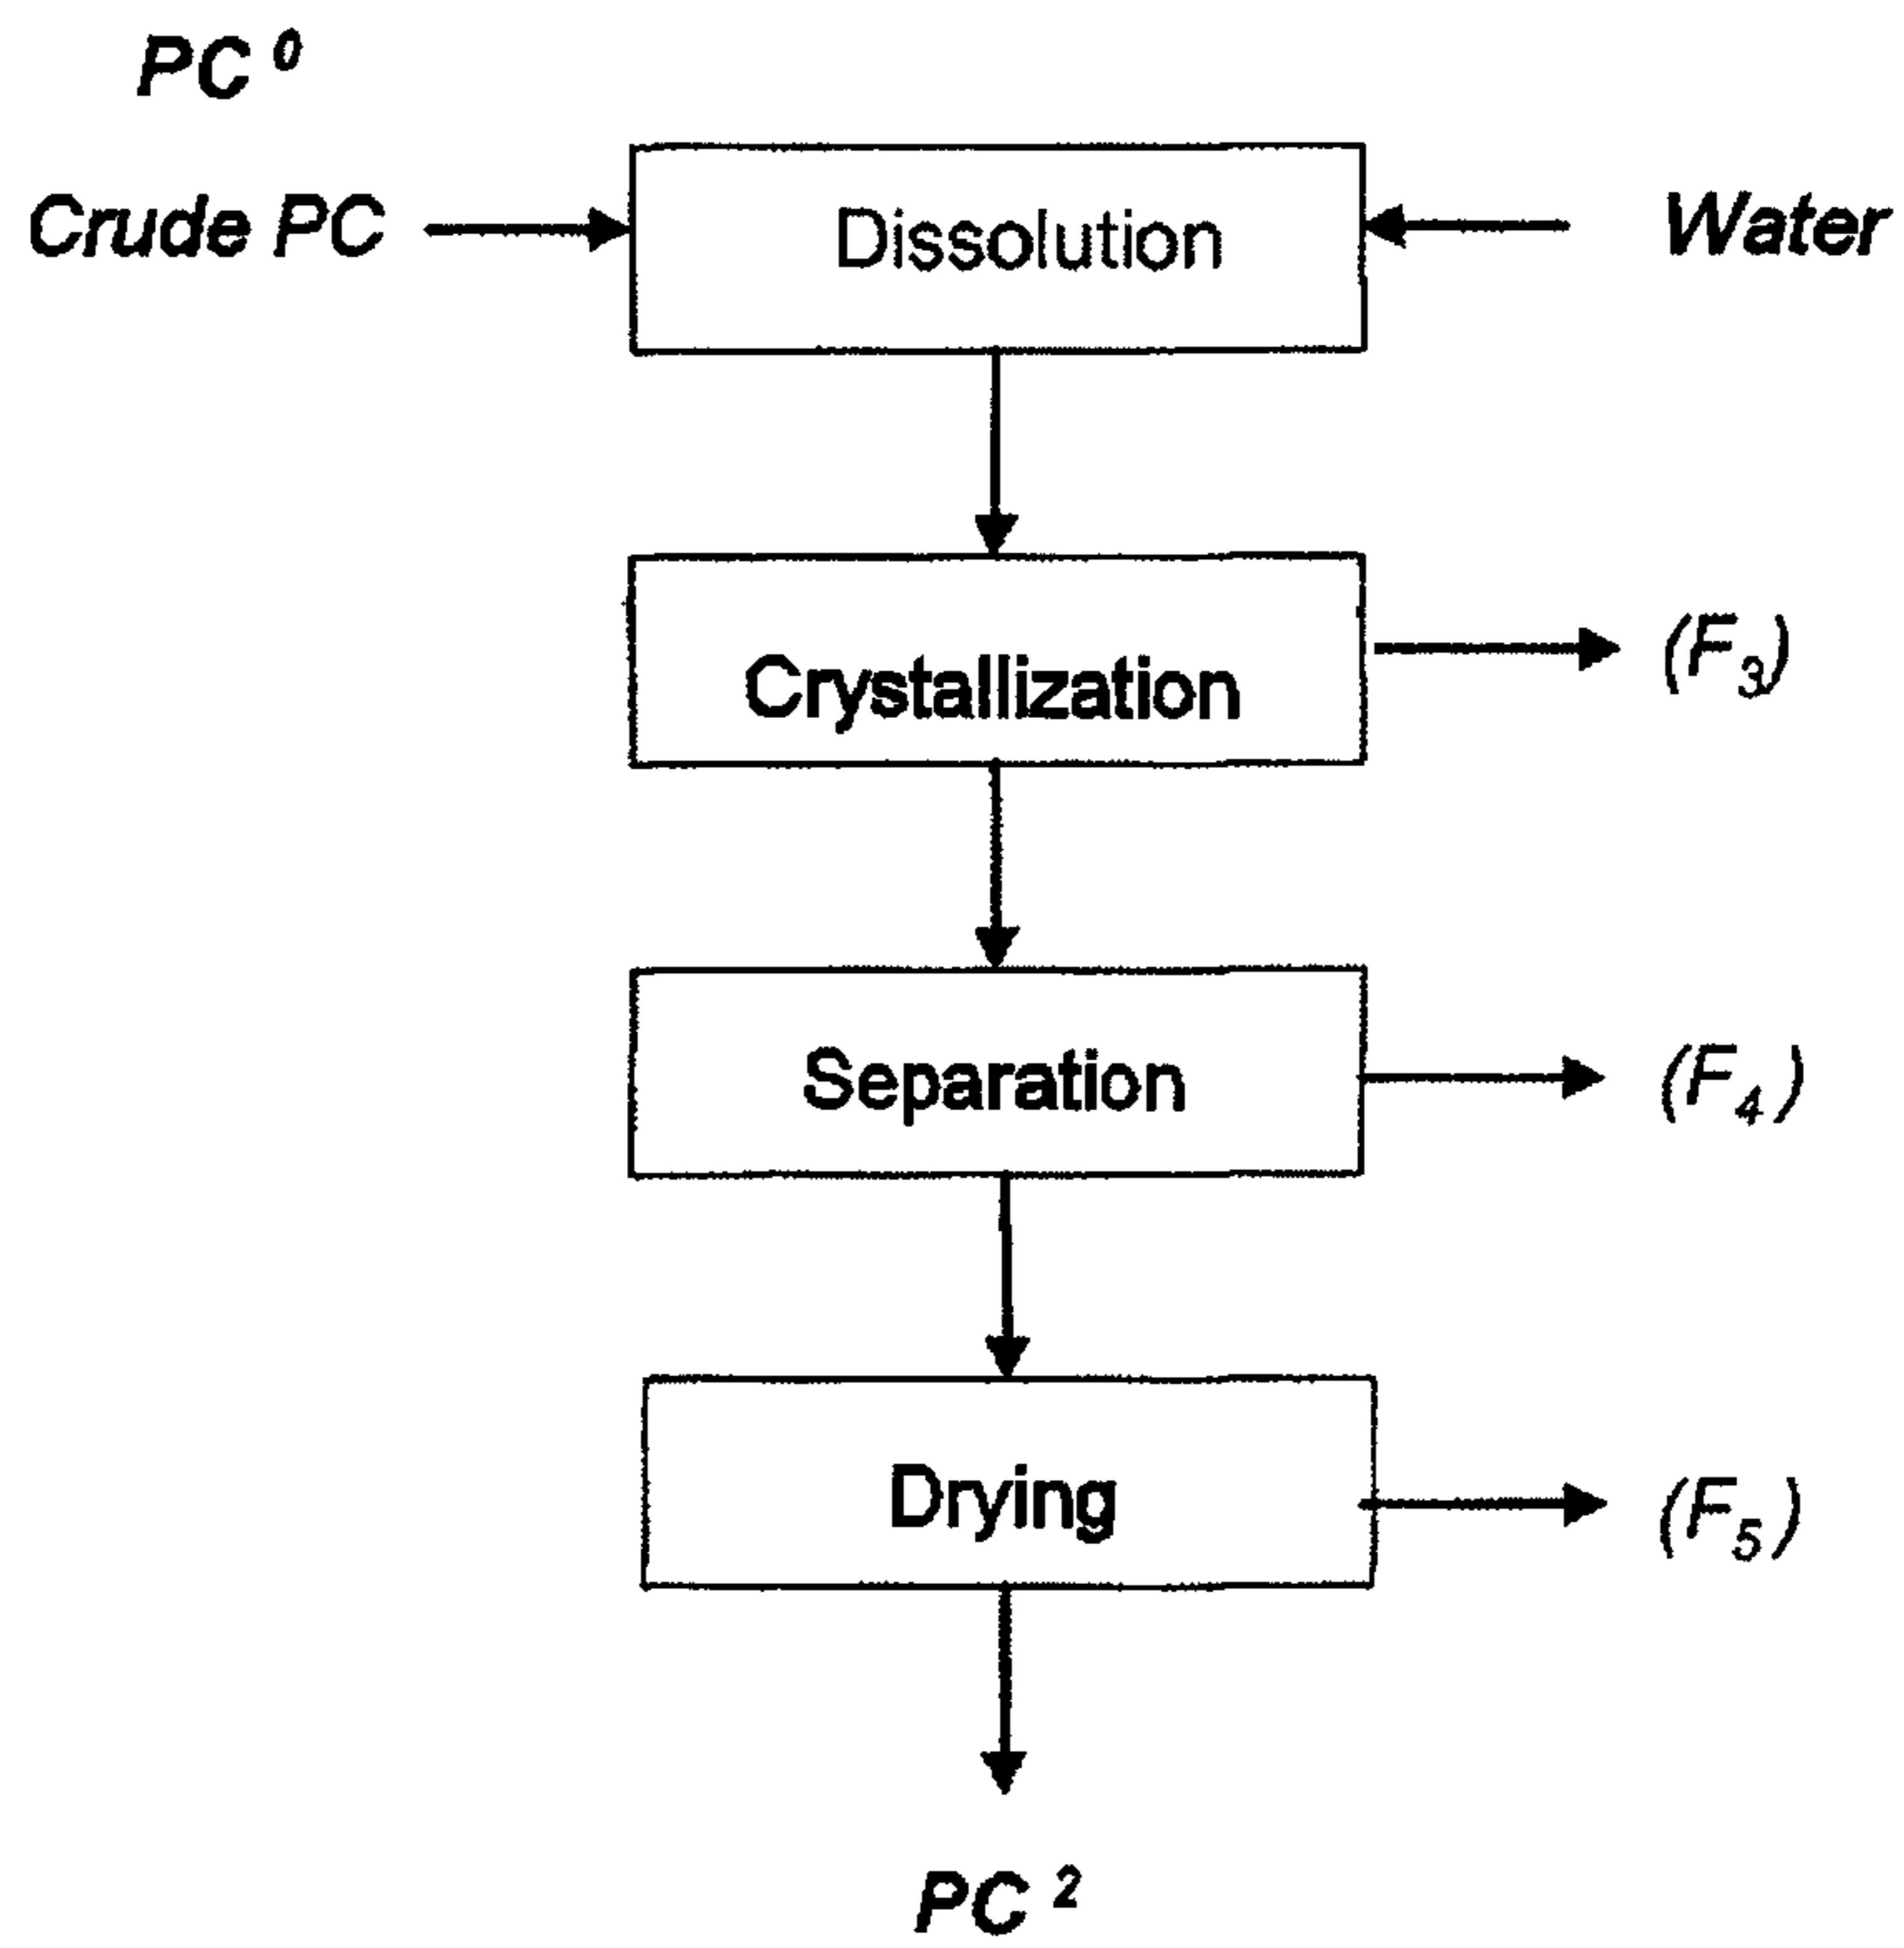 PC⁰
Crude PC
Dissolution
Water
Crystallization
(F₃)
Separation
(F₄)
Drying
(F₅)
PC²